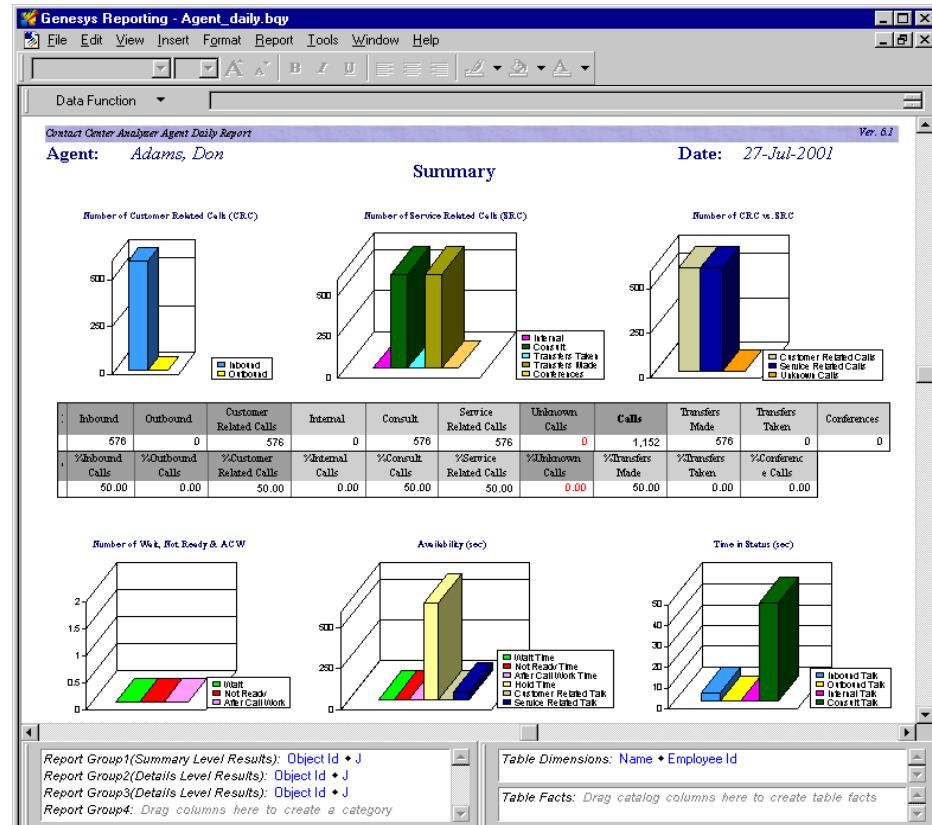 Genesys Reporting - Agent_daily.bqy
File Edit View Insert Format Report Tools Window Help
B I U A
Data Function
Contact Center Analyzer Agent Daily Report Ver. 6.1
Agent: Adams, Don Date: 27-Jul-2001
Summary
Number of Customer Related Calls (CRC) Number of Service Related Calls (SRC) Number of CRC vs. SRC
500
250
0
Inbound
Outbound
500
250
0
Internal
Consult
Transfers Taken
Transfers Made
Conferences
500
250
0
Customer Related Calls
Service Related Calls
Unknown Calls
Inbound Outbound Customer Related Calls Internal Consult Service Related Calls Unknown Calls Calls Transfers Made Transfers Taken Conferences
576 0 576 0 576 576 0 1,152 576 0 0
%Inbound Calls %Outbound Calls %Customer Related Calls %Internal Calls %Consult Calls %Service Related Calls %Unknown Calls %Transfers Made %Transfers Taken %Conferenc e Calls
50.00 0.00 50.00 0.00 50.00 50.00 0.00 50.00 0.00 0.00
Number of Wait, Not Ready & ACW Availability (sec) Time in Status (sec)
2
1.5
1
0.5
0
Wait
Not Ready
After Call Work
500
250
0
Wait Time
Not Ready Time
After Call Work Time
Hold Time
Customer Related Talk
Service Related Talk
50
40
30
20
10
0
Inbound Talk
Outbound Talk
Internal Talk
Consult Talk
Report Group1(Summary Level Results): Object Id ♦ J
Report Group2(Details Level Results): Object Id ♦ J
Report Group3(Details Level Results): Object Id ♦ J
Report Group4: Drag columns here to create a category
Table Dimensions: Name ♦ Employee Id
Table Facts: Drag catalog columns here to create table facts